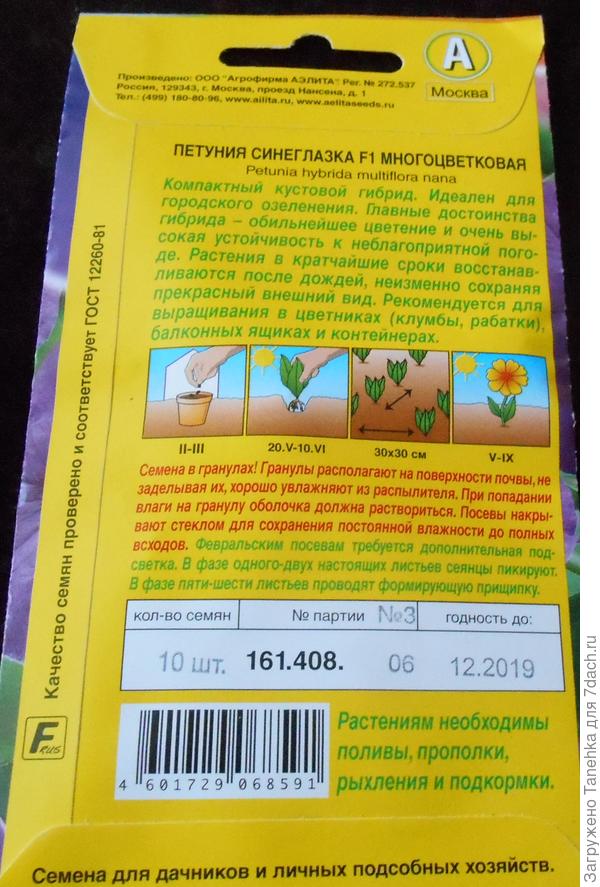 Произведено: ООО "Агрофирма АЭЛИТА" Рег. № 272.537
Россия, 129343, г. Москва, проезд Нансена, д. 1
Тел.: (499) 180-80-96, www.ailita.ru, www.aelitaseeds.ru
А
Москва
ПЕТУНИЯ СИНЕГЛАЗКА F1 МНОГОЦВЕТКОВАЯ
Petunia hybrida multiflora nana
Компактный кустовой гибрид. Идеален для
городского озеленения. Главные достоинства
гибрида – обильнейшее цветение и очень вы-
сокая устойчивость к неблагоприятной пого-
де. Растения в кратчайшие сроки восстанав-
ливаются после дождей, неизменно сохраняя
прекрасный внешний вид. Рекомендуется для
выращивания в цветниках (клумбы, рабатки),
балконных ящиках и контейнерах.
II-III
20.V-10.VI
30х30 см
V-IX
Семена в гранулах! Гранулы располагают на поверхности почвы, не
заделывая их, хорошо увлажняют из распылителя. При попадании
влаги на гранулу оболочка должна раствориться. Посевы накры-
вают стеклом для сохранения постоянной влажности до полных
всходов. Февральским посевам требуется дополнительная под-
светка. В фазе одного-двух настоящих листьев сеянцы пикируют.
В фазе пяти-шести листьев проводят формирующую прищипку.
кол-во семян № партии №3 годность до:
10 шт. 161.408. 06 12.2019
4 601729 068591
Растениям необходимы
поливы, прополки,
рыхления и подкормки.
F RUS
Качество семян проверено и соответствует ГОСТ 12260-81
Семена для дачников и личных подсобных хозяйств.
Загружено Tanehka для 7dach.ru